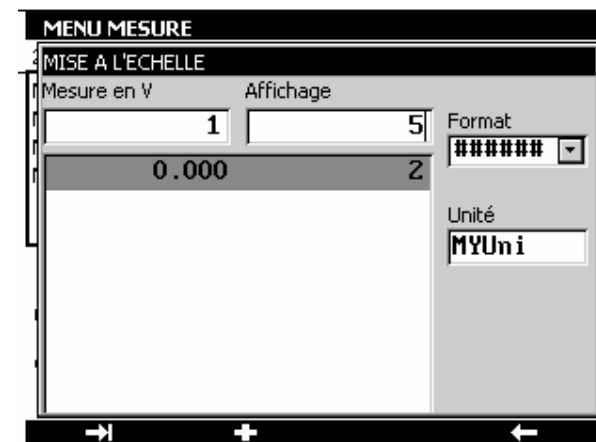 MENU MESURE
MISE A L'ECHELLE
Mesure en V Affichage
1 5
Format
######
0.000 2
Unité
MYUni